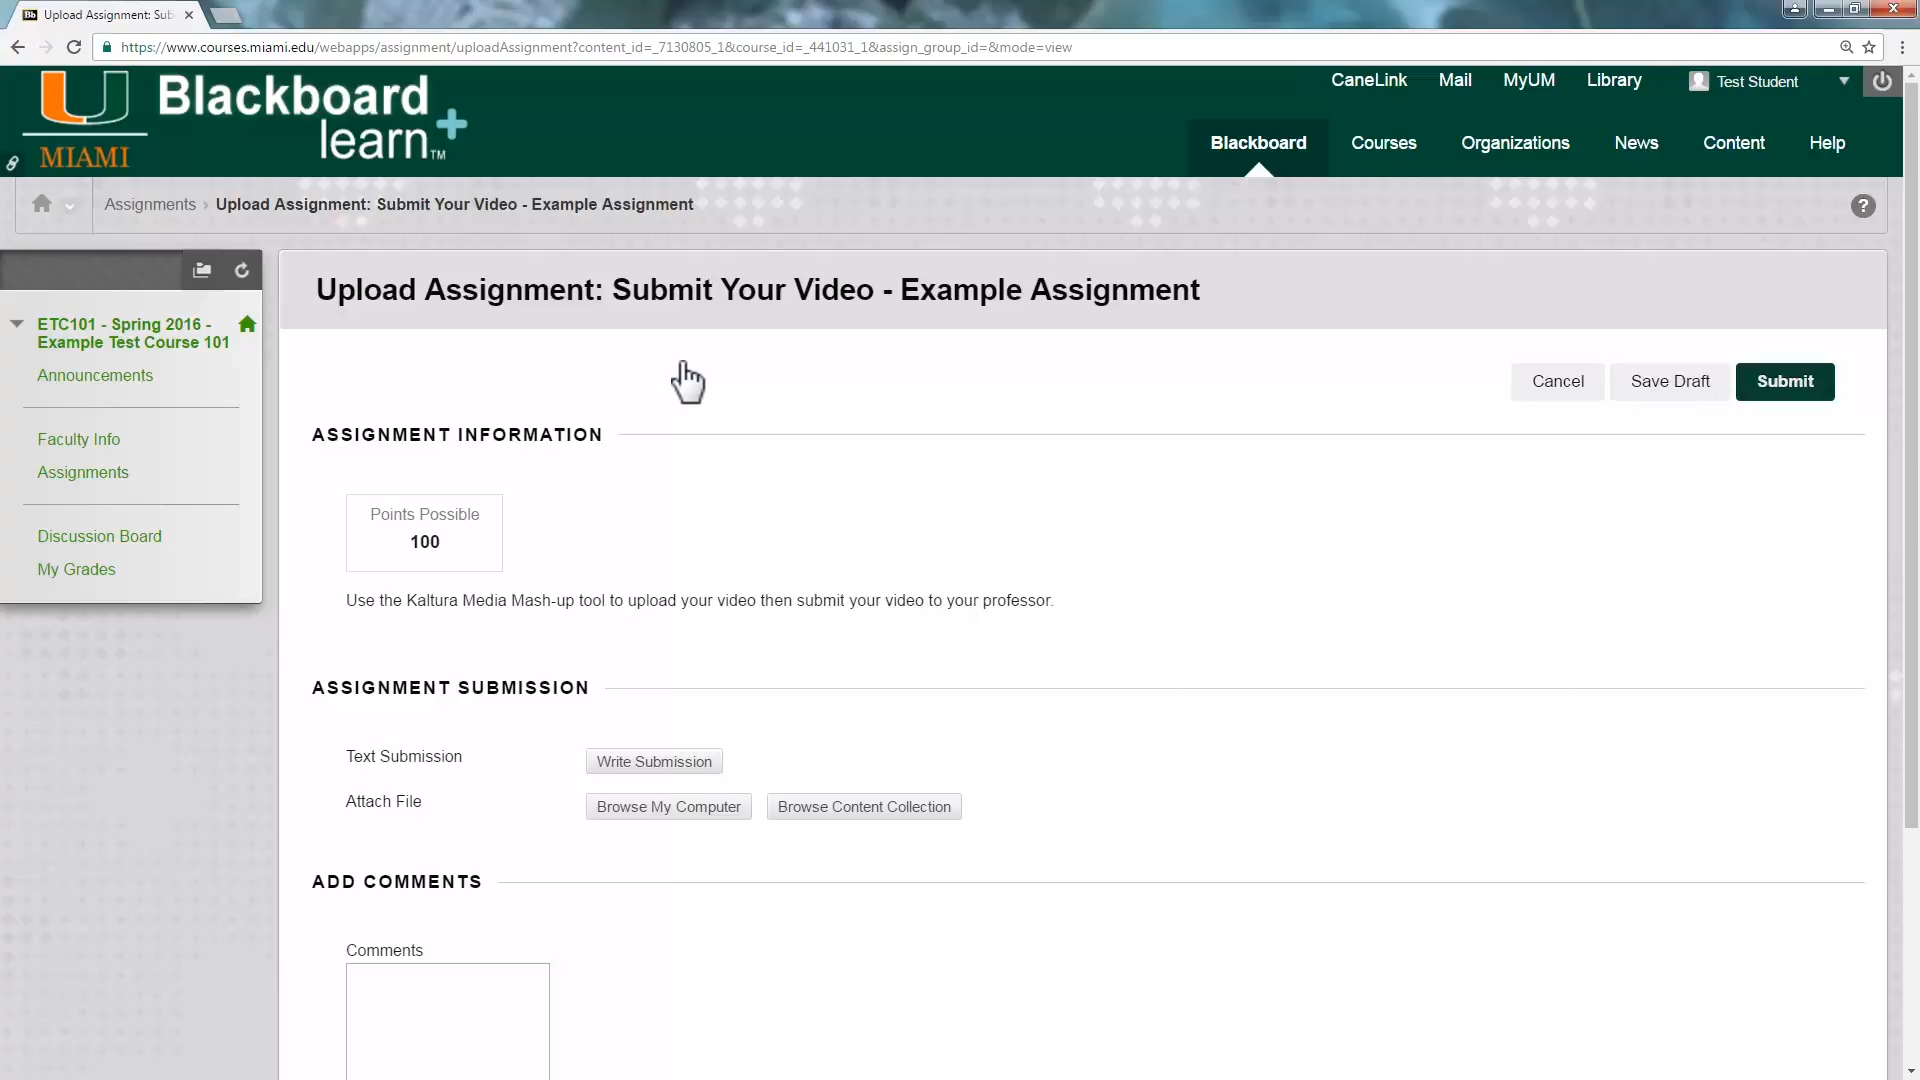 Bb Upload Assignment: Sub
https://www.courses.miami.edu/webapps/assignment/uploadAssignment?content_id=_7130805_1&course_id=_441031_1&assign_group_id=&mode=view
MIAMI
Blackboard
learn+™
CaneLink Mail MyUM Library Test Student
Blackboard Courses Organizations News Content Help
Assignments › Upload Assignment: Submit Your Video - Example Assignment
?
ETC101 - Spring 2016 -
Example Test Course 101
Announcements
Faculty Info
Assignments
Discussion Board
My Grades
Upload Assignment: Submit Your Video - Example Assignment
Cancel Save Draft Submit
ASSIGNMENT INFORMATION
Points Possible
100
Use the Kaltura Media Mash-up tool to upload your video then submit your video to your professor.
ASSIGNMENT SUBMISSION
Text Submission Write Submission
Attach File Browse My Computer Browse Content Collection
ADD COMMENTS
Comments